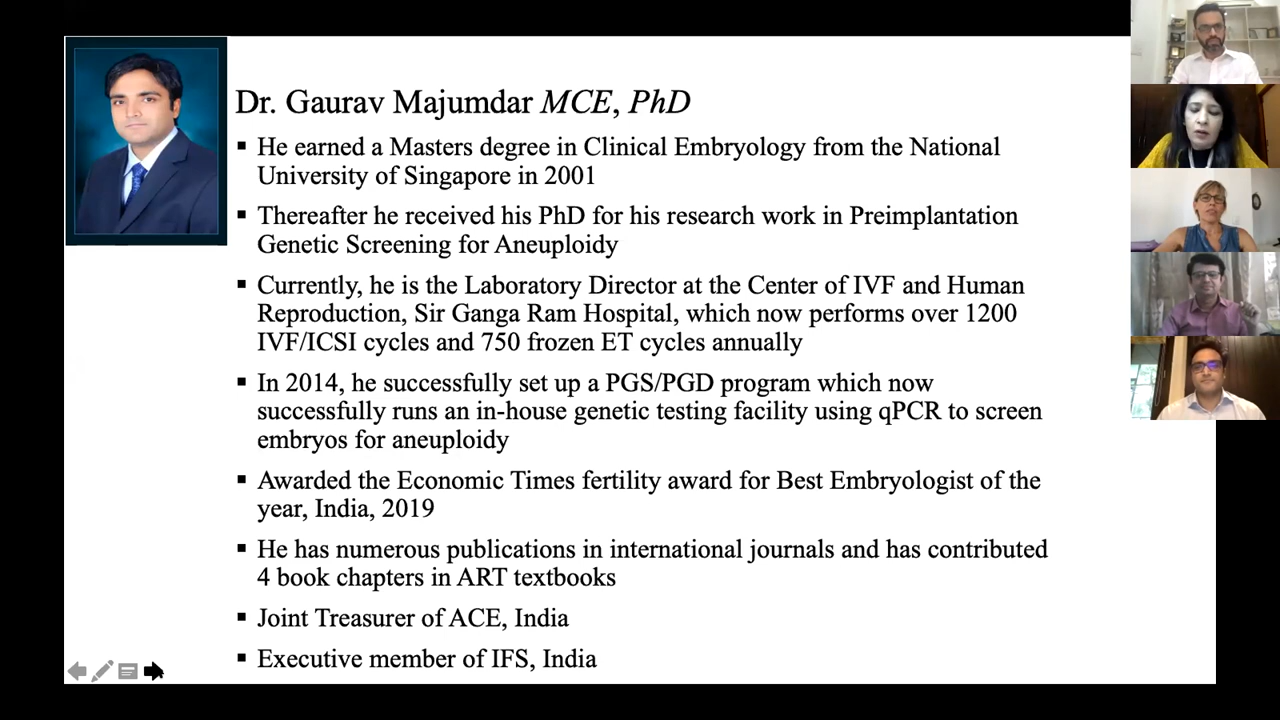 Dr. Gaurav Majumdar MCE, PhD
▪ He earned a Masters degree in Clinical Embryology from the National
University of Singapore in 2001
▪ Thereafter he received his PhD for his research work in Preimplantation
Genetic Screening for Aneuploidy
▪ Currently, he is the Laboratory Director at the Center of IVF and Human
Reproduction, Sir Ganga Ram Hospital, which now performs over 1200
IVF/ICSI cycles and 750 frozen ET cycles annually
▪ In 2014, he successfully set up a PGS/PGD program which now
successfully runs an in-house genetic testing facility using qPCR to screen
embryos for aneuploidy
▪ Awarded the Economic Times fertility award for Best Embryologist of the
year, India, 2019
▪ He has numerous publications in international journals and has contributed
4 book chapters in ART textbooks
▪ Joint Treasurer of ACE, India
▪ Executive member of IFS, India